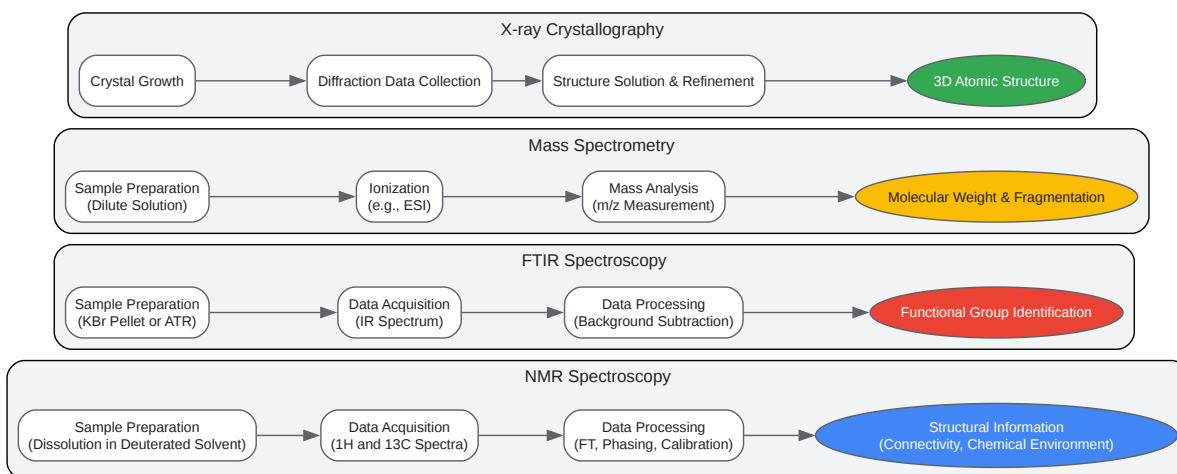 X-ray Crystallography
Crystal Growth
Diffraction Data Collection
Structure Solution & Refinement
3D Atomic Structure
Mass Spectrometry
Sample Preparation
(Dilute Solution)
Ionization
(e.g., ESI)
Mass Analysis
(m/z Measurement)
Molecular Weight & Fragmentation
FTIR Spectroscopy
Sample Preparation
(KBr Pellet or ATR)
Data Acquisition
(IR Spectrum)
Data Processing
(Background Subtraction)
Functional Group Identification
NMR Spectroscopy
Sample Preparation
(Dissolution in Deuterated Solvent)
Data Acquisition
(1H and 13C Spectra)
Data Processing
(FT, Phasing, Calibration)
Structural Information
(Connectivity, Chemical Environment)